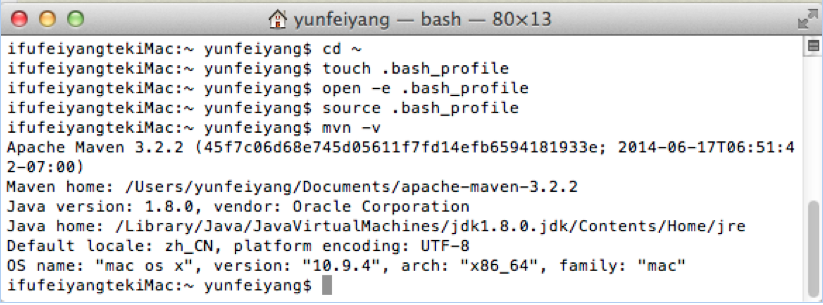 yunfeiyang — bash — 80×13
ifufeiyangtekiMac:~ yunfeiyang$ cd ~
ifufeiyangtekiMac:~ yunfeiyang$ touch .bash_profile
ifufeiyangtekiMac:~ yunfeiyang$ open -e .bash_profile
ifufeiyangtekiMac:~ yunfeiyang$ source .bash_profile
ifufeiyangtekiMac:~ yunfeiyang$ mvn -v
Apache Maven 3.2.2 (45f7c06d68e745d05611f7fd14efb6594181933e; 2014-06-17T06:51:4
2-07:00)
Maven home: /Users/yunfeiyang/Documents/apache-maven-3.2.2
Java version: 1.8.0, vendor: Oracle Corporation
Java home: /Library/Java/JavaVirtualMachines/jdk1.8.0.jdk/Contents/Home/jre
Default locale: zh_CN, platform encoding: UTF-8
OS name: "mac os x", version: "10.9.4", arch: "x86_64", family: "mac"
ifufeiyangtekiMac:~ yunfeiyang$